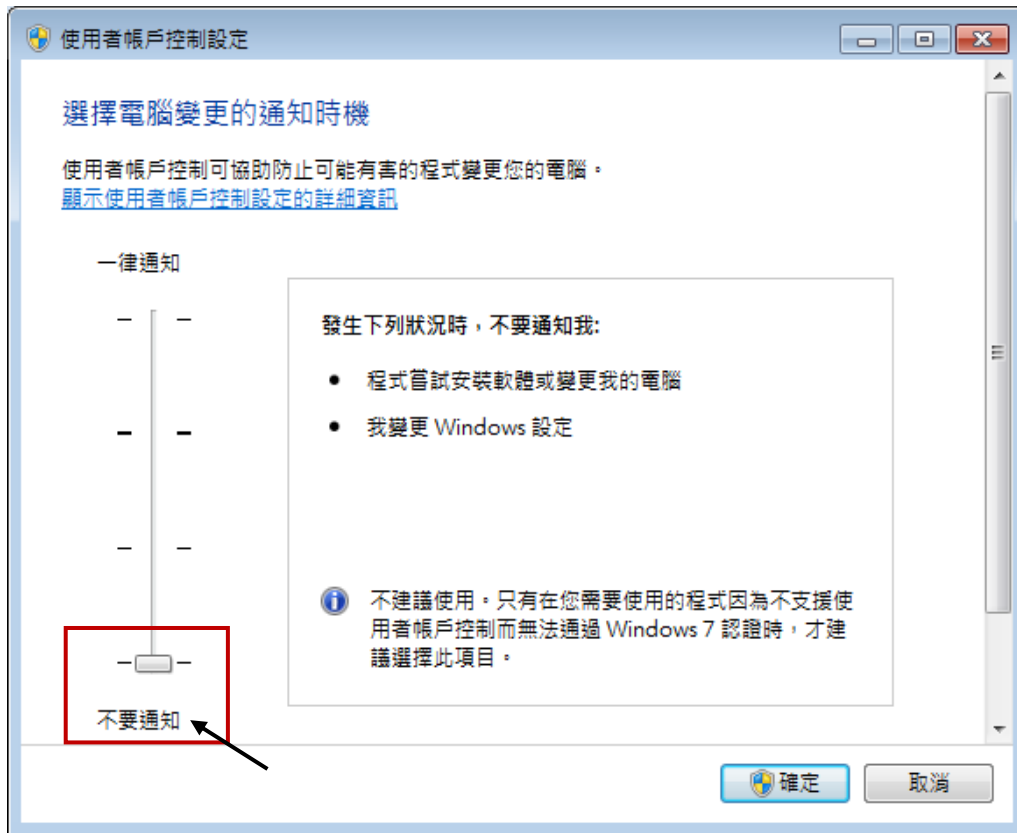 使用者帳戶控制設定
選擇電腦變更的通知時機
使用者帳戶控制可協助防止可能有害的程式變更您的電腦。
顯示使用者帳戶控制設定的詳細資訊
一律通知
發生下列狀況時，不要通知我:
• 程式嘗試安裝軟體或變更我的電腦
• 我變更 Windows 設定
不建議使用。只有在您需要使用的程式因為不支援使
用者帳戶控制而無法通過 Windows 7 認證時，才建
議選擇此項目。
不要通知
確定
取消